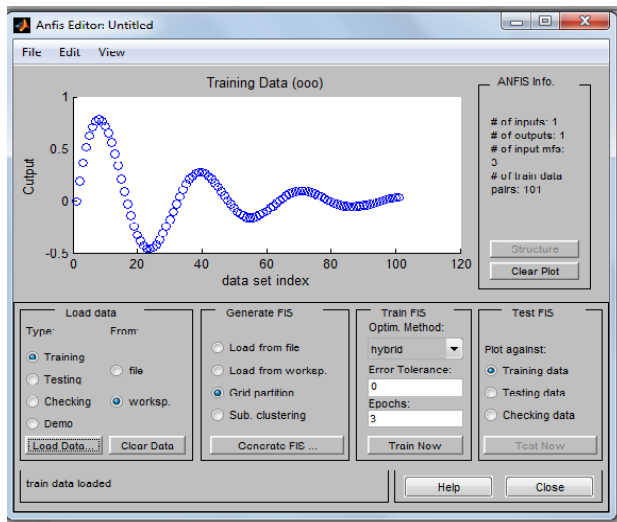 Anfis Editor: Untitled
File Edit View
Training Data (ooo)
1
0.5
0
-0.5
Output
0 20 40 60 80 100 120
data set index
ANFIS Info.
# of inputs: 1
# of outputs: 1
# of input mfs:
# of train data
pairs: 101
Structure
Clear Plot
Load data
Type: From:
Training
Testing
Checking
Demo
file
worksp.
Load Data... Clear Data
Generate FIS
Load from file
Load from worksp.
Grid partition
Sub. clustering
Generate FIS ...
Train FIS
Optim. Method:
hybrid
Error Tolerance:
0
Epochs:
3
Train Now
Test FIS
Plot against:
Training data
Testing data
Checking data
Test Now
train data loaded
Help Close